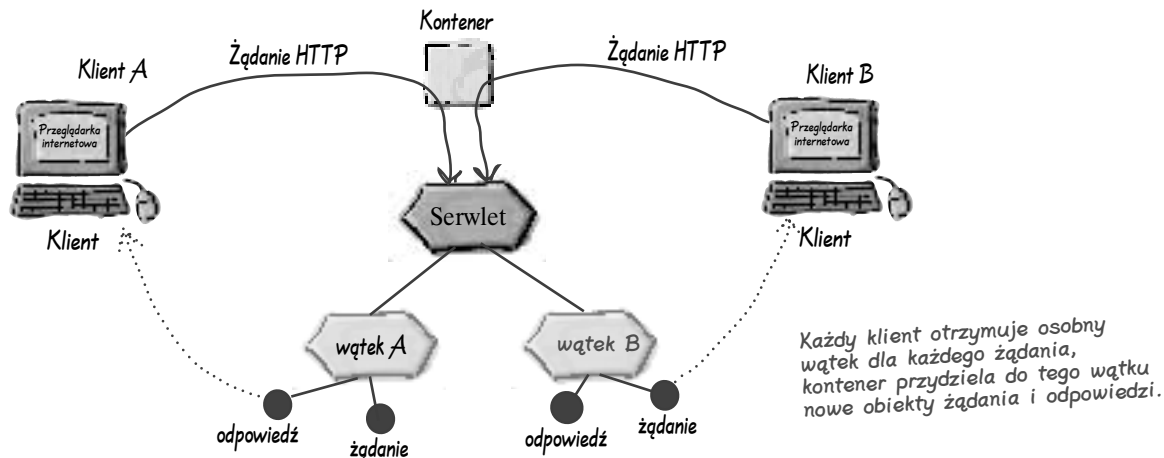 Kontener
Żądanie HTTP
Żądanie HTTP
Klient A
Klient B
Przeglądarka
internetowa
Przeglądarka
internetowa
Serwlet
Klient
Klient
wątek A
wątek B
Każdy klient otrzymuje osobny
wątek dla każdego żądania,
kontener przydziela do tego wątku
nowe obiekty żądania i odpowiedzi.
odpowiedź
żądanie
odpowiedź
żądanie